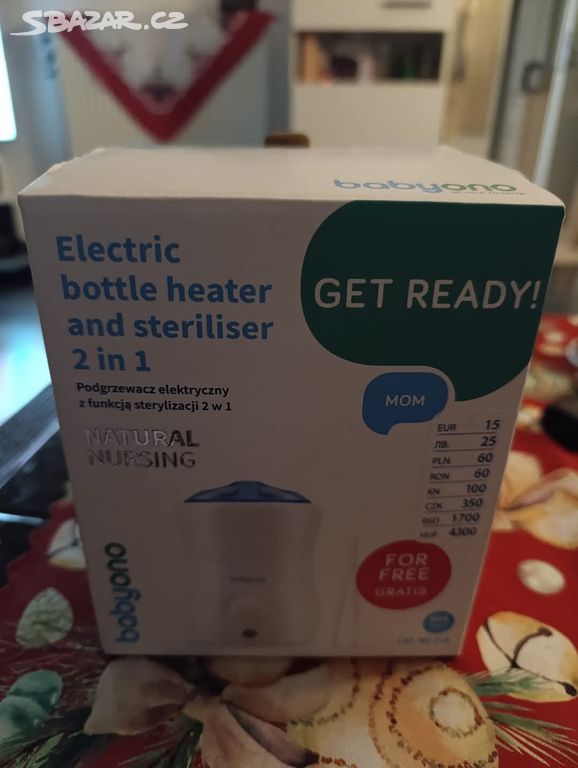 SBAZAR.CZ
babyono
Electric
bottle heater
and steriliser
2 in 1
Podgrzewacz elektryczny
z funkcją sterylizacji 2 w 1
NATURAL
NURSING
GET READY!
MOM
EUR 15
ЛВ. 25
PLN 60
RON 60
KN 100
CZK 350
RSD 1700
HUF 4300
FOR
FREE
GRATIS
babyono
babyono